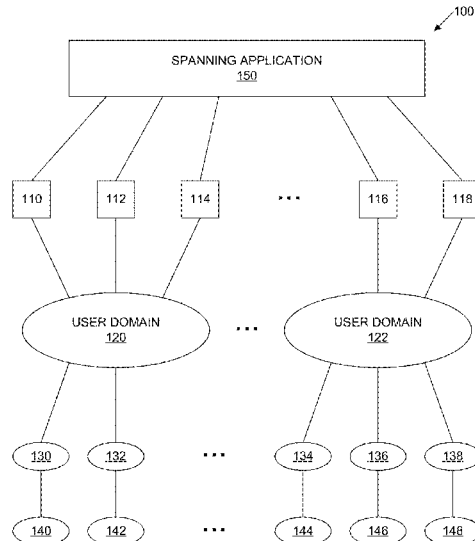 100
SPANNING APPLICATION
150
110 112 114 ... 116 118
USER DOMAIN
120
...
USER DOMAIN
122
130 132 ... 134 136 138
140 142 ... 144 146 148